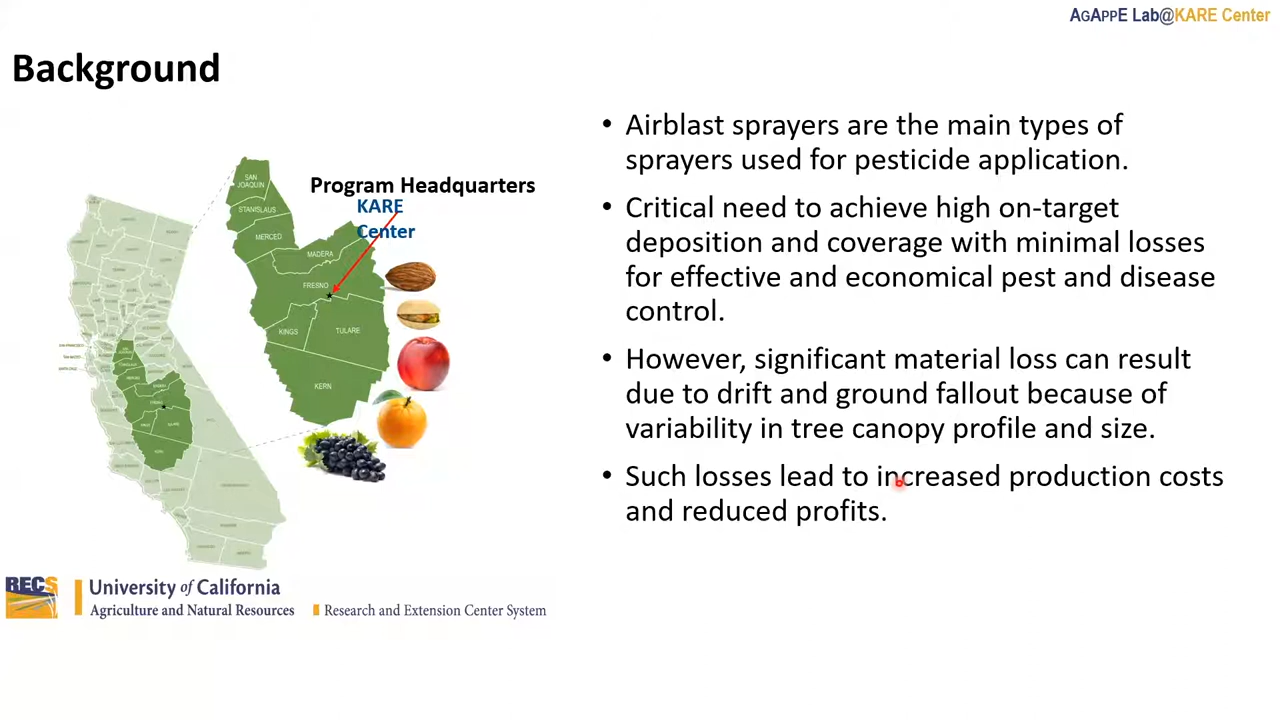 AgAppE Lab@KARE Center
Background
Program Headquarters
KARE
Center
SAN
JOAQUIN
STANISLAUS
MERCED
MADERA
FRESNO
KINGS
TULARE
KERN
RECS
University of California
Agriculture and Natural Resources
Research and Extension Center System
• Airblast sprayers are the main types of
sprayers used for pesticide application.
• Critical need to achieve high on-target
deposition and coverage with minimal losses
for effective and economical pest and disease
control.
• However, significant material loss can result
due to drift and ground fallout because of
variability in tree canopy profile and size.
• Such losses lead to increased production costs
and reduced profits.